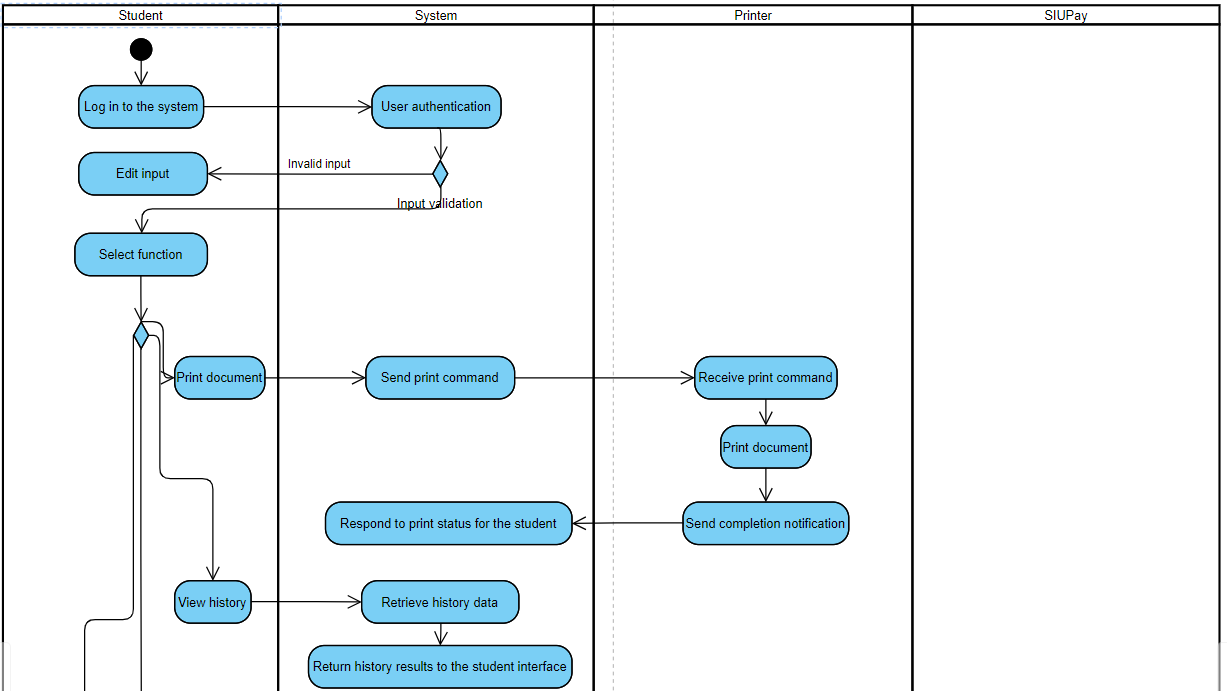 Student
System
Printer
SIUPay
Log in to the system
User authentication
Invalid input
Edit input
Input validation
Select function
Print document
Send print command
Receive print command
Print document
Respond to print status for the student
Send completion notification
View history
Retrieve history data
Return history results to the student interface